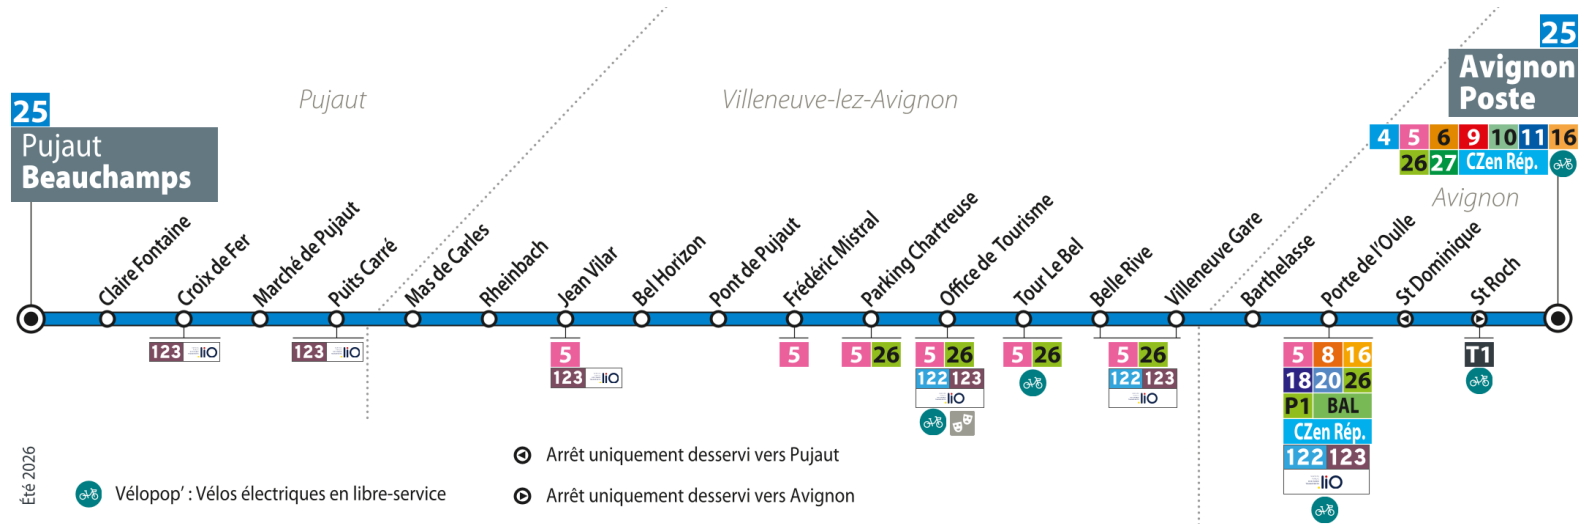 25
Pujaut
Beauchamps
Pujaut
Villeneuve-lez-Avignon
25
Avignon
Poste
4 5 6 9 10 11 16
26 27 CZen Rép.
Avignon
Claire Fontaine
Croix de Fer
Marché de Pujaut
Puits Carré
Mas de Carles
Rheinbach
Jean Vilar
Bel Horizon
Pont de Pujaut
Frédéric Mistral
Parking Chartreuse
Office de Tourisme
Tour Le Bel
Belle Rive
Villeneuve Gare
Barthelasse
Porte de l'Oulle
St Dominique
St Roch
123 liO
123 liO
5
123 liO
5
5 26
5 26
122 123
liO
5 26
5 26
122 123
liO
5 8 16
18 20 26
P1 BAL
CZen Rép.
122 123
liO
T1
Été 2026
Vélopop' : Vélos électriques en libre-service
Arrêt uniquement desservi vers Pujaut
Arrêt uniquement desservi vers Avignon